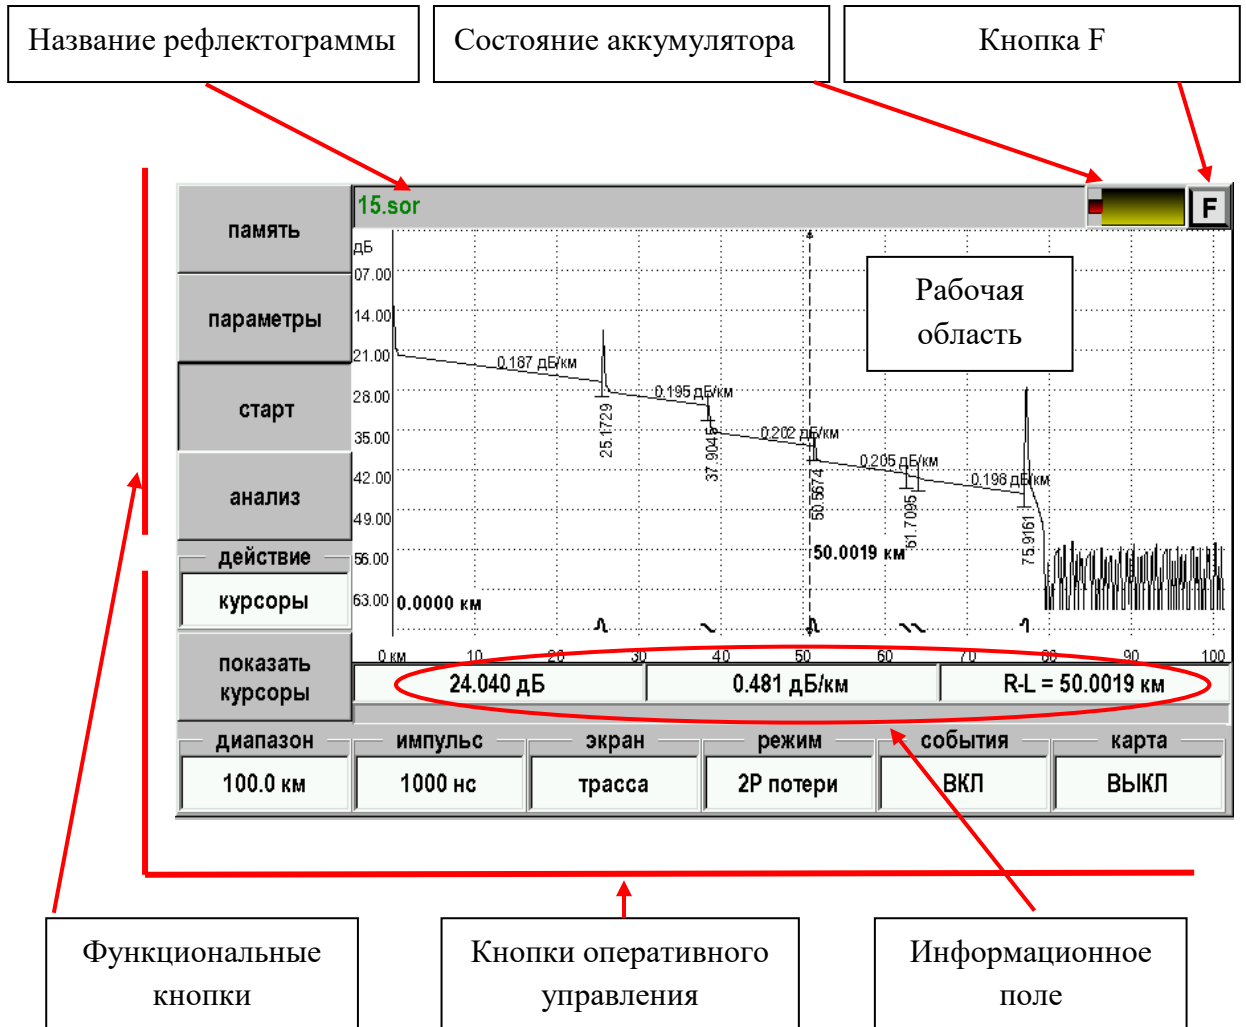 Название рефлектограммы
Состояние аккумулятора
Кнопка F
15.sor
F
память
параметры
старт
анализ
действие
курсоры
показать
курсоры
дБ
07.00
14.00
21.00
28.00
35.00
42.00
49.00
56.00
63.00
Рабочая
область
0.187 дБ/км
0.195 дБ/км
0.202 дБ/км
0.205 дБ/км
0.198 дБ/км
25.1729
37.9045
50.5674
61.7095
75.9161
50.0019 км
0.0000 км
0 км 10 20 30 40 50 60 70 80 90 100
24.040 дБ 0.481 дБ/км R-L = 50.0019 км
диапазон импульс экран режим события карта
100.0 км 1000 нс трасса 2Р потери ВКЛ ВЫКЛ
Функциональные
кнопки
Кнопки оперативного
управления
Информационное
поле